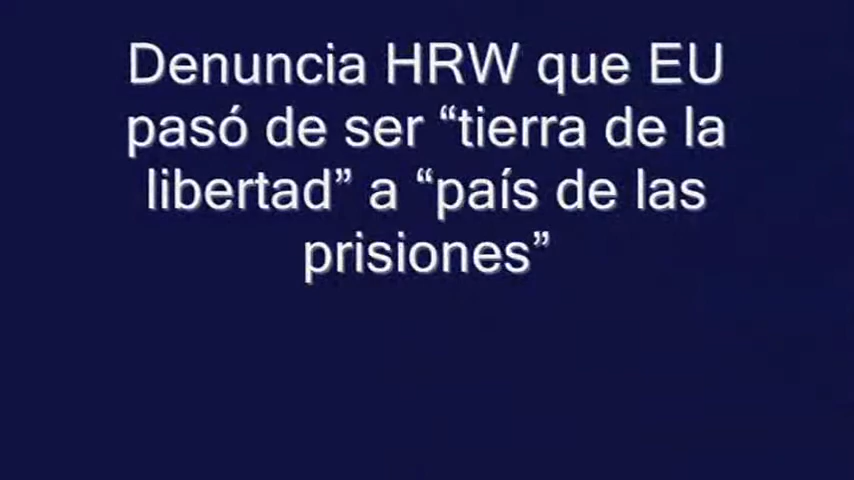 Denuncia HRW que EU
pasó de ser “tierra de la
libertad” a “país de las
prisiones”